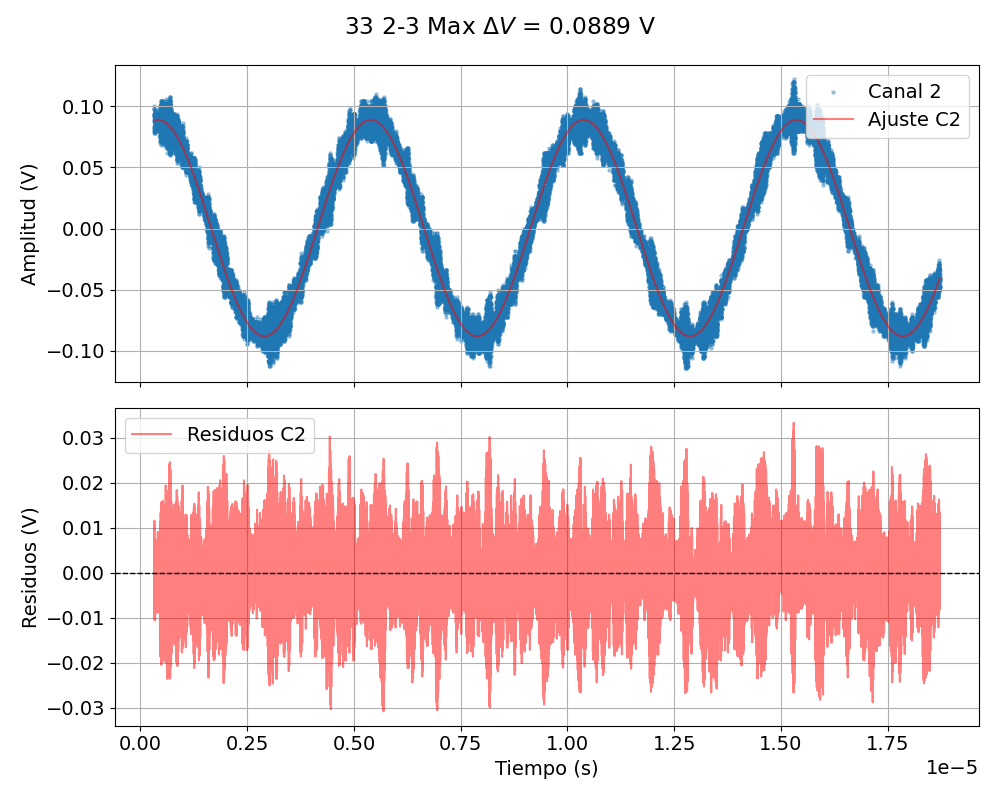 33 2-3 Max ΔV = 0.0889 V
Amplitud (V)
0.10
0.05
0.00
−0.05
−0.10
Canal 2
Ajuste C2
Residuos (V)
0.03
0.02
0.01
0.00
−0.01
−0.02
−0.03
Residuos C2
0.00 0.25 0.50 0.75 1.00 1.25 1.50 1.75
Tiempo (s)
1e−5